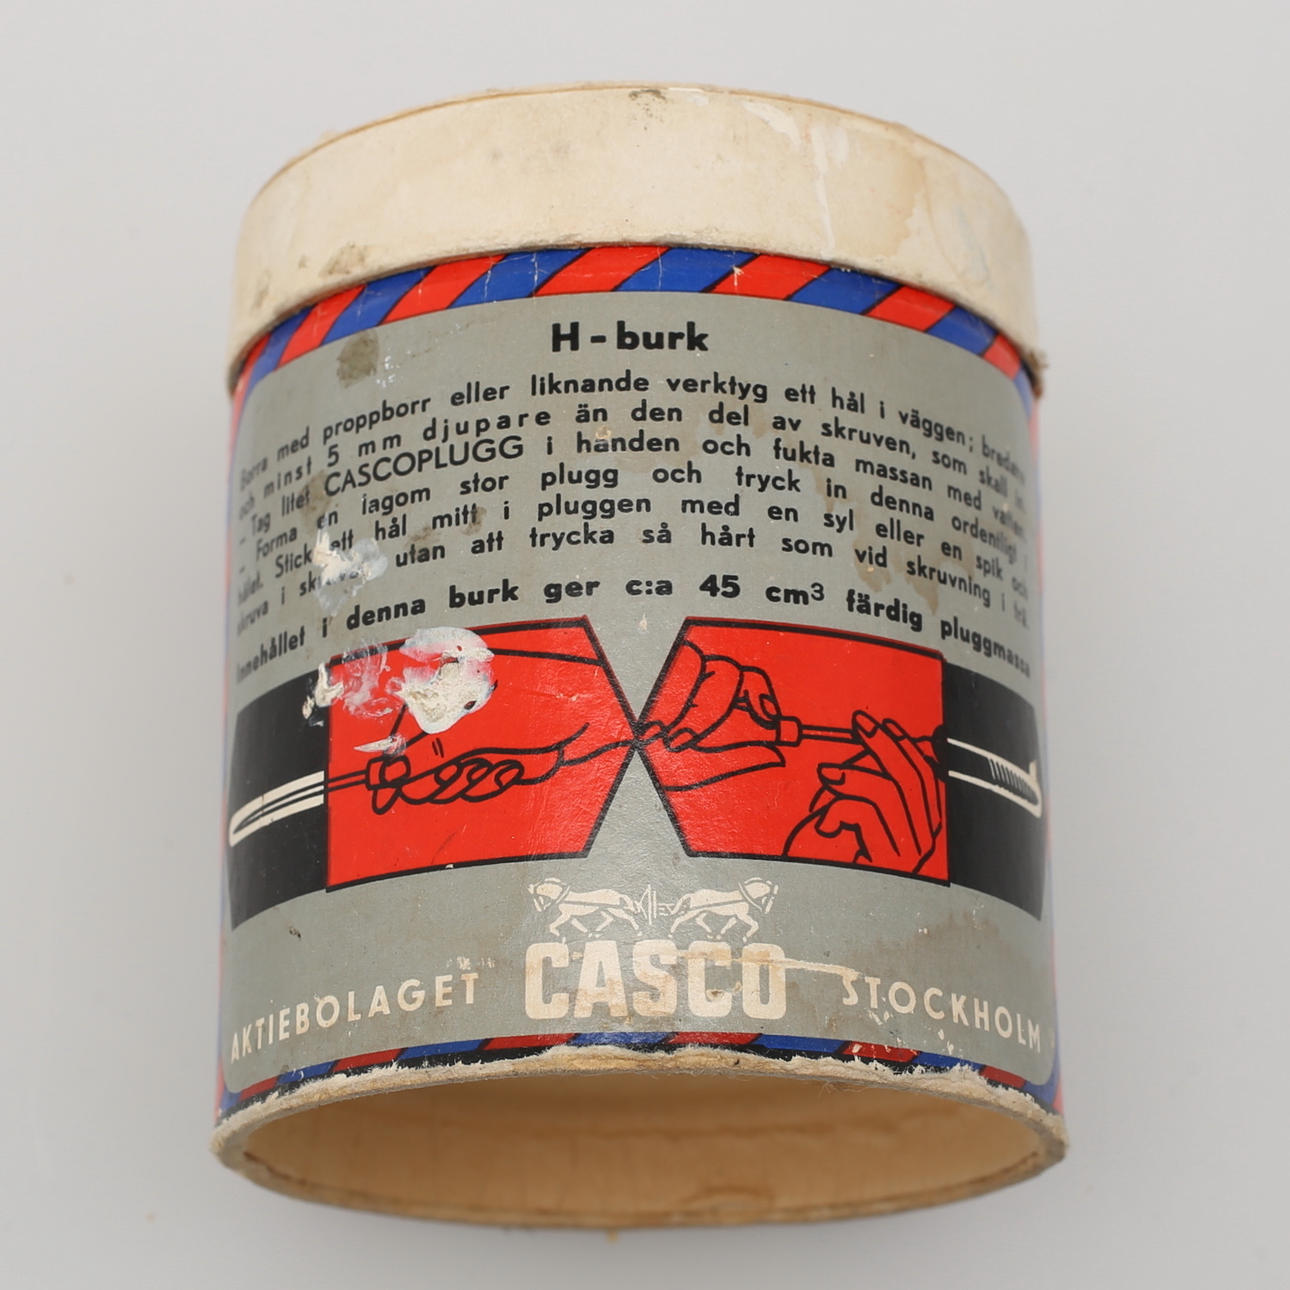 H-burk
Borra med proppborr eller liknande verktyg ett hål i väggen; bredare
och minst 5 mm djupare än den del av skruven, som skall in.
- Tag litet CASCOPLUGG i handen och fukta massan med vatten.
- Forma en lagom stor plugg och tryck in denna ordentligt i
hålet. Stick ett hål mitt i pluggen med en syl eller en spik och
skruva i skruven utan att trycka så hårt som vid skruvning i trä.
Innehållet i denna burk ger c:a 45 cm³ färdig pluggmassa
CASCO
AKTIEBOLAGET STOCKHOLM